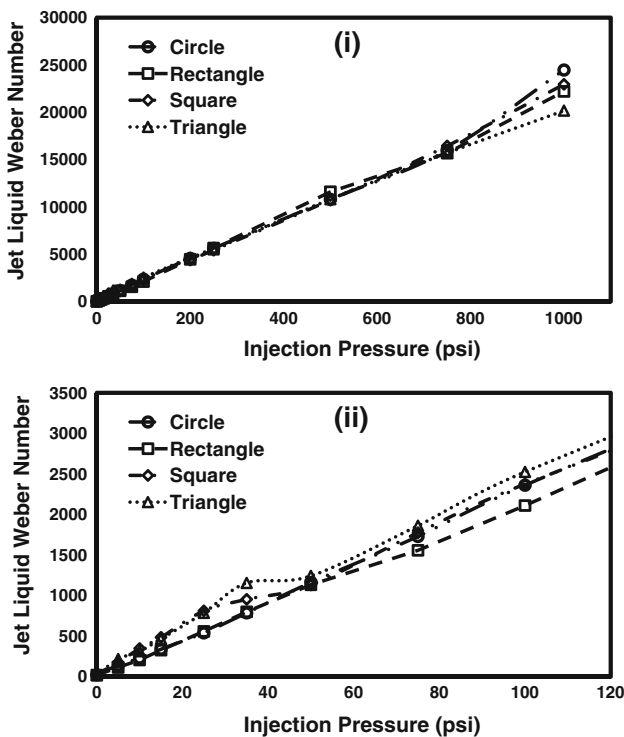 30000
25000
20000
15000
10000
5000
0
Jet Liquid Weber Number
(i)
Circle
Rectangle
Square
Triangle
0 200 400 600 800 1000
Injection Pressure (psi)
3500
3000
2500
2000
1500
1000
500
0
Jet Liquid Weber Number
(ii)
Circle
Rectangle
Square
Triangle
0 20 40 60 80 100 120
Injection Pressure (psi)